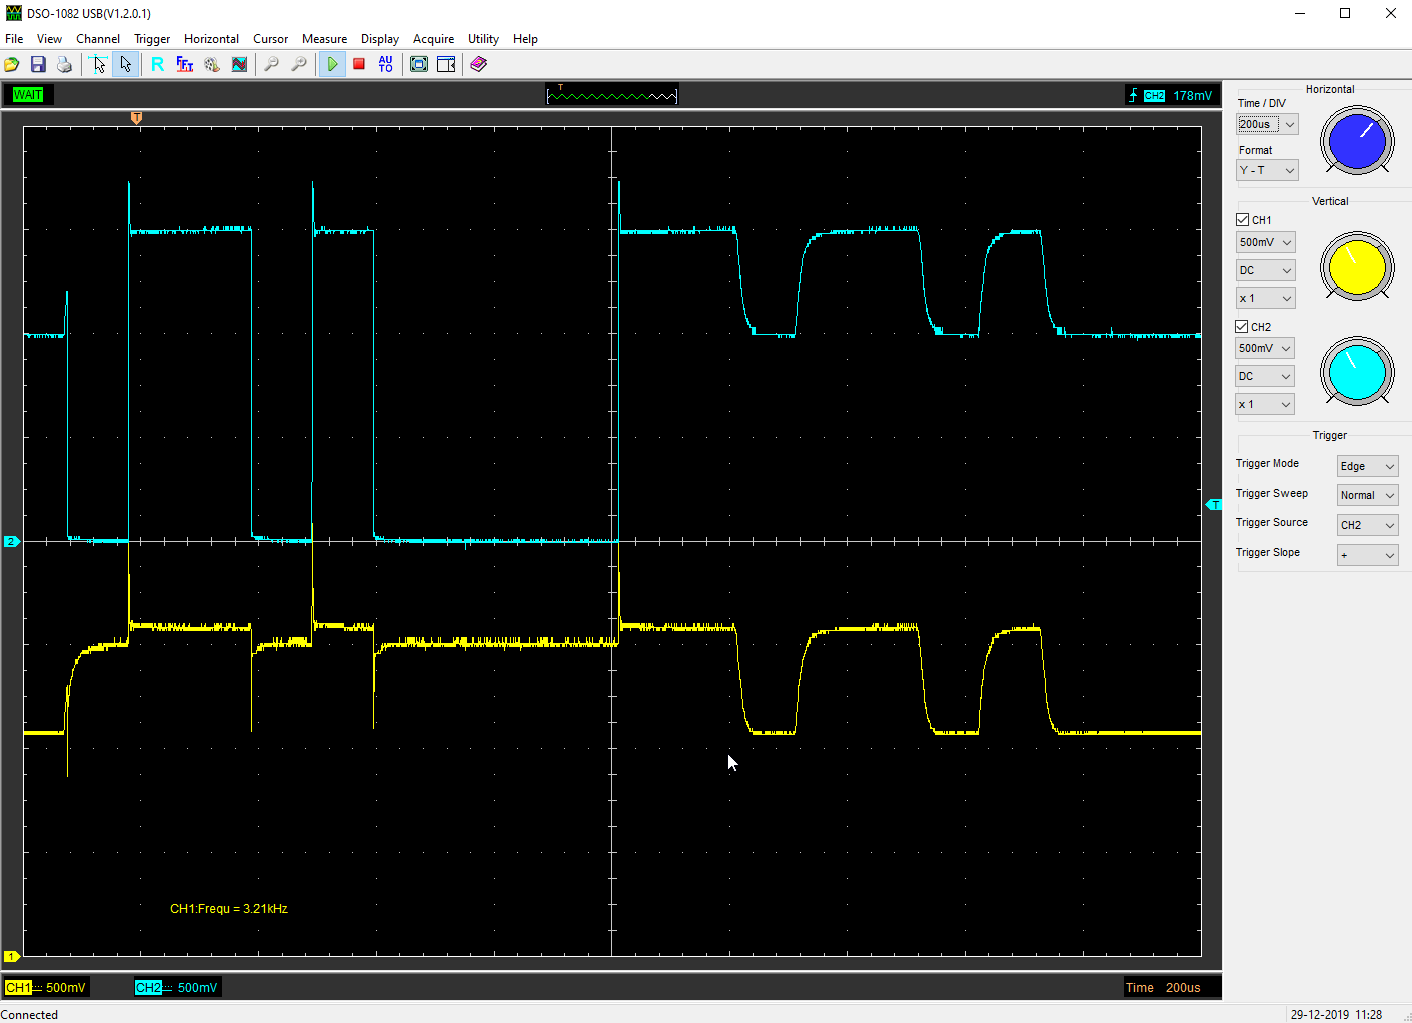 DSO-1082 USB(V1.2.0.1)
File View Channel Trigger Horizontal Cursor Measure Display Acquire Utility Help
R FFT AU TO
WAIT
T
CH2 178mV
T
2
T
1
CH1:Frequ = 3.21kHz
CH1 500mV
CH2 500mV
Time 200us
Horizontal
Time / DIV
200us
Format
Y - T
Vertical
CH1
500mV
DC
x 1
CH2
500mV
DC
x 1
Trigger
Trigger Mode Edge
Trigger Sweep Normal
Trigger Source CH2
Trigger Slope +
Connected
29-12-2019 11:28